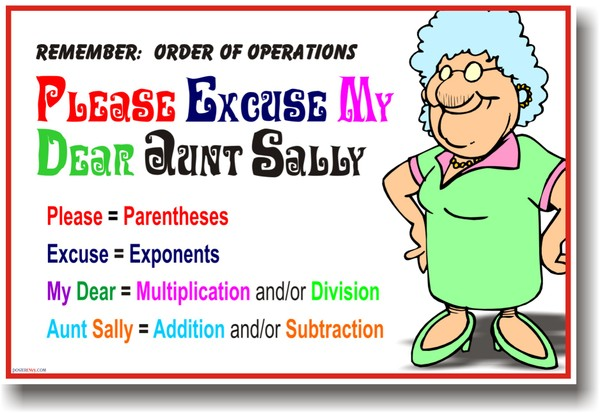 REMEMBER: ORDER OF OPERATIONS
PLEASE EXCUSE MY
DEAR AUNT SALLY
Please = Parentheses
Excuse = Exponents
My Dear = Multiplication and/or Division
Aunt Sally = Addition and/or Subtraction